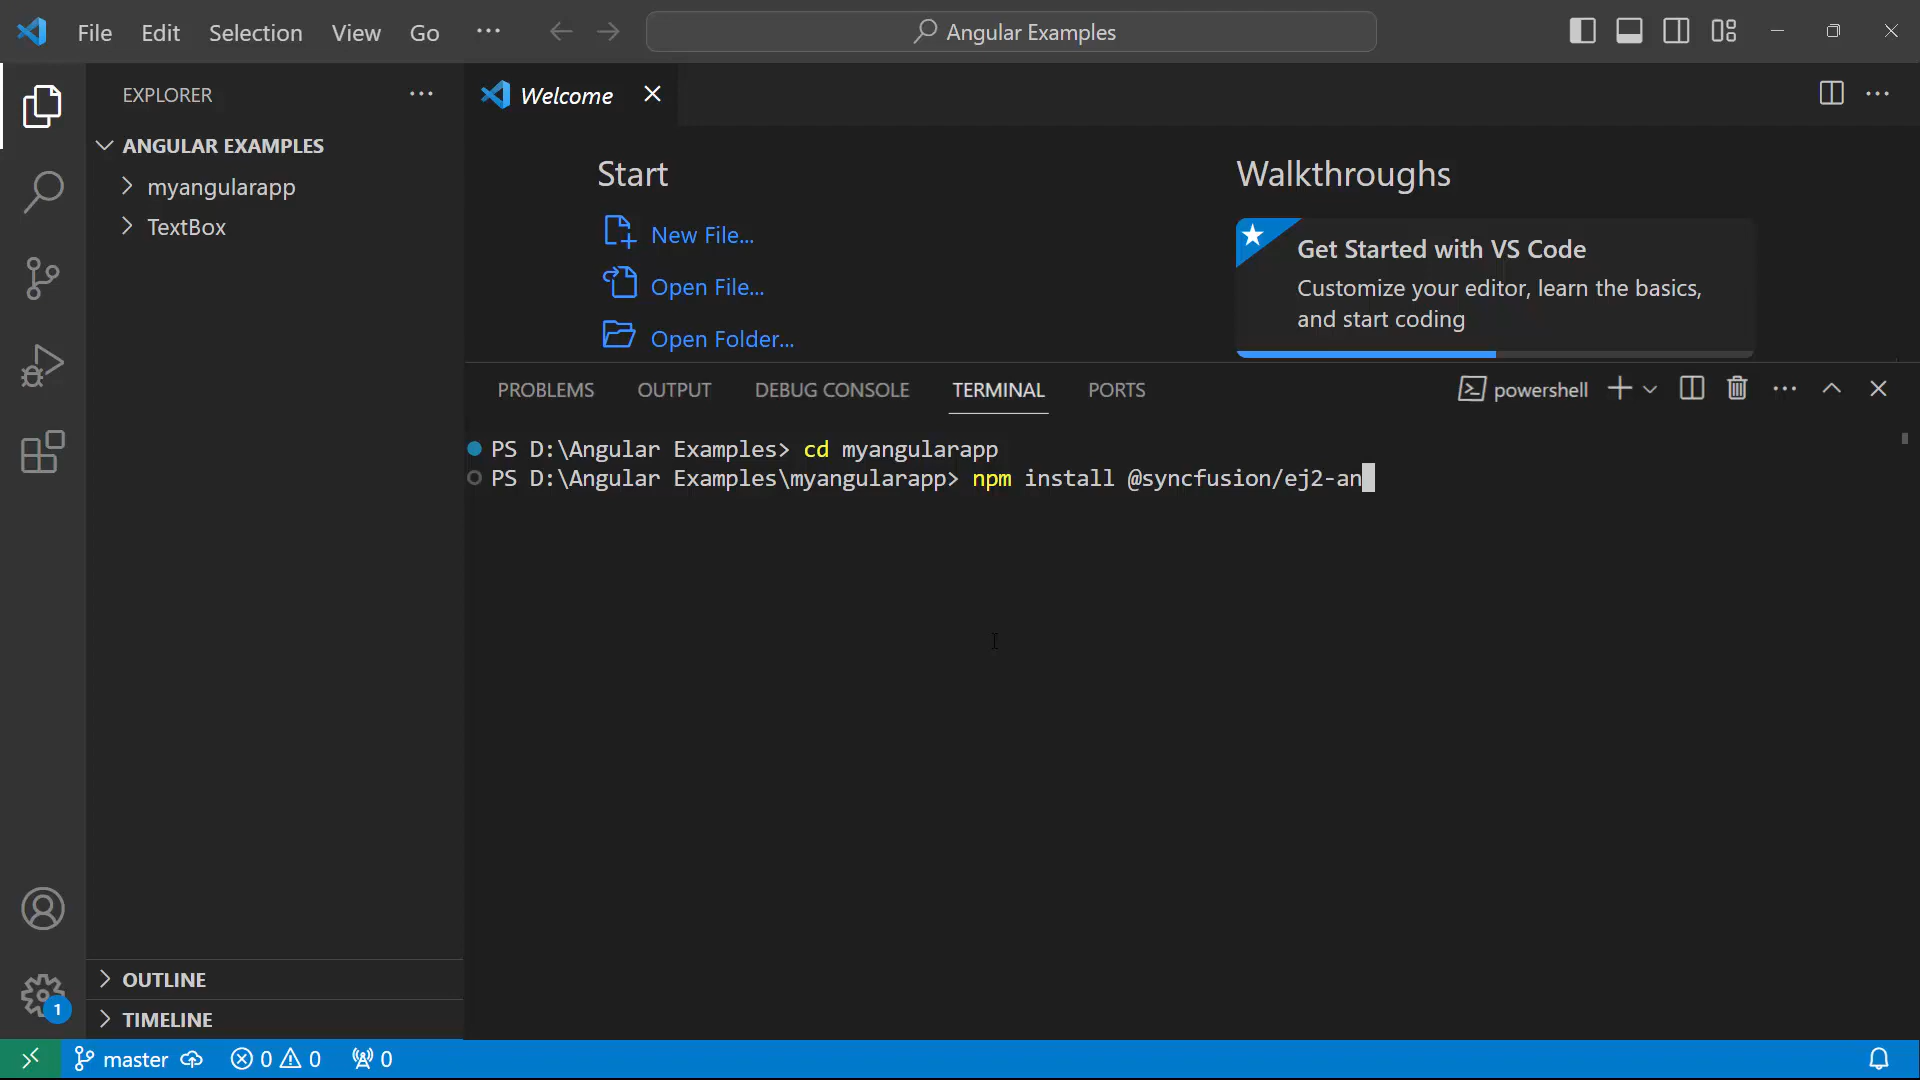 File Edit Selection View Go ··· Angular Examples
EXPLORER ···
ANGULAR EXAMPLES
myangularapp
TextBox
OUTLINE
TIMELINE
Welcome
Start
New File...
Open File...
Open Folder...
Walkthroughs
Get Started with VS Code
Customize your editor, learn the basics,
and start coding
PROBLEMS OUTPUT DEBUG CONSOLE TERMINAL PORTS powershell
PS D:\Angular Examples> cd myangularapp
PS D:\Angular Examples\myangularapp> npm install @syncfusion/ej2-an
1
master 0 0 0